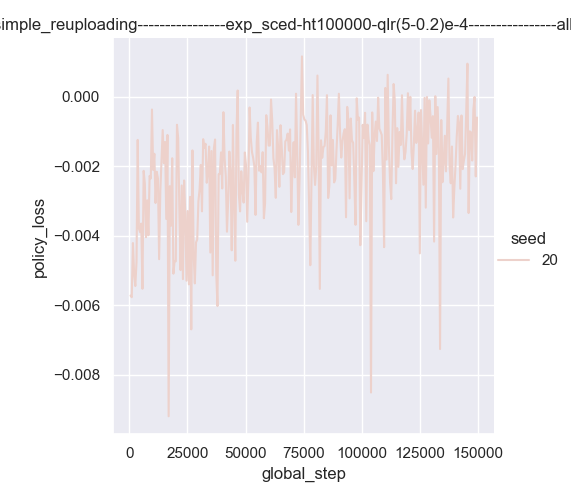 simple_reuploading----------------exp_sced-ht100000-qlr(5-0.2)e-4----------------all
0.000
−0.002
−0.004
−0.006
−0.008
policy_loss
0 25000 50000 75000 100000 125000 150000
global_step
seed
20